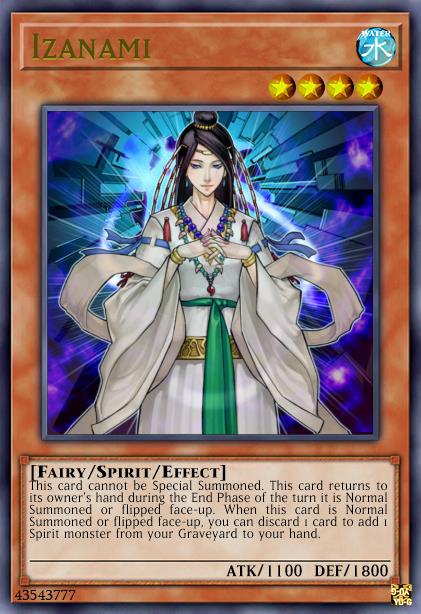 Izanami
WATER
水
[Fairy/Spirit/Effect]
This card cannot be Special Summoned. This card returns to
its owner's hand during the End Phase of the turn it is Normal
Summoned or flipped face-up. When this card is Normal
Summoned or flipped face-up, you can discard 1 card to add 1
Spirit monster from your Graveyard to your hand.
ATK/1100 DEF/1800
43543777